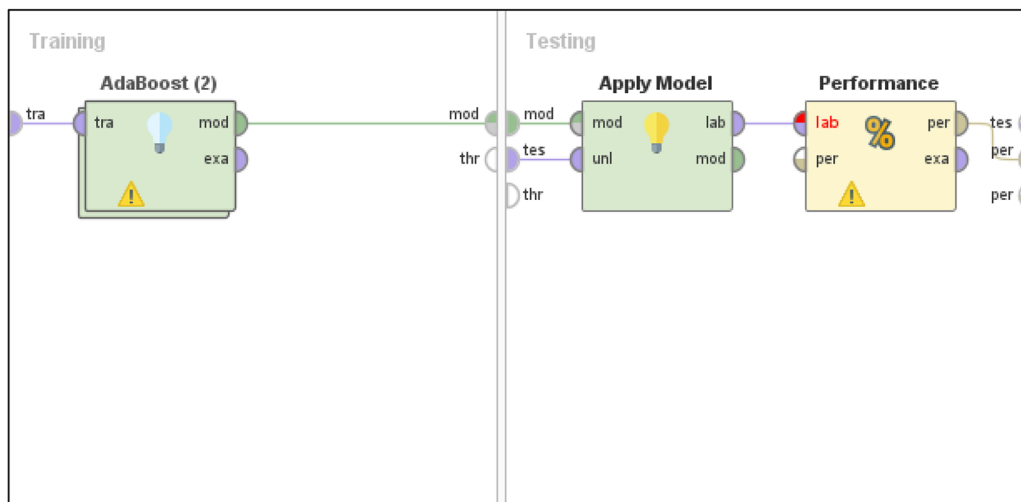 Training
Testing
AdaBoost (2)
Apply Model
Performance
tra
tra
mod
exa
mod
thr
mod
tes
thr
mod
unl
lab
mod
lab
per
%
per
exa
tes
per
per